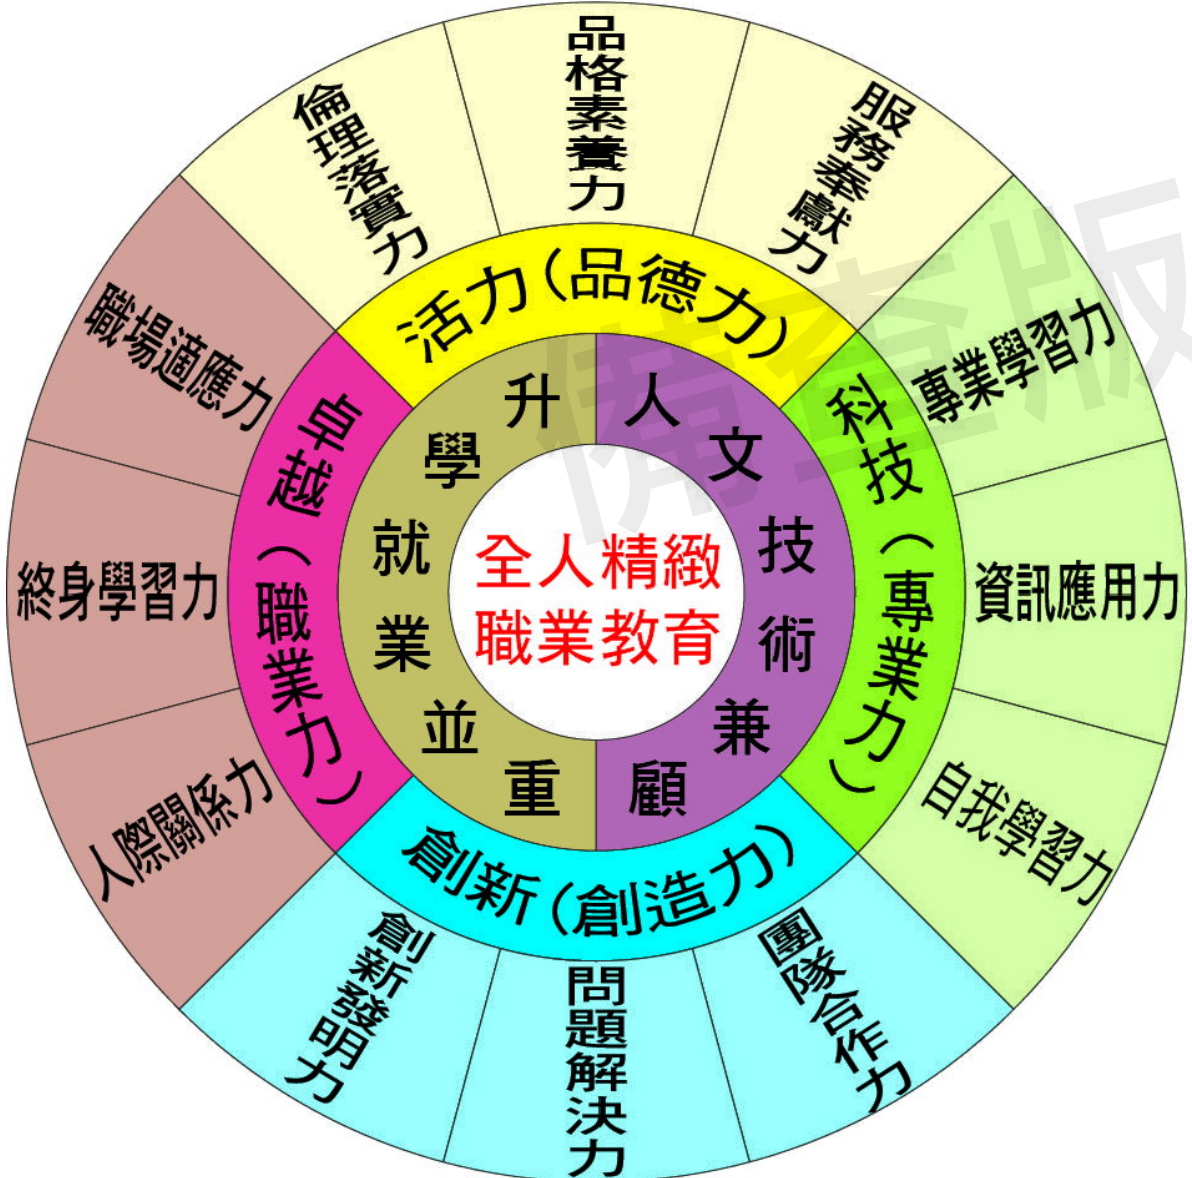 全人精緻
職業教育
人文技術兼顧
升學就業並重
活力(品德力)
科技(專業力)
創新(創造力)
卓越(職業力)
倫理落實力
品格素養力
服務奉獻力
專業學習力
資訊應用力
自我學習力
團隊合作力
問題解決力
創新發明力
人際關係力
終身學習力
職場適應力
備查版